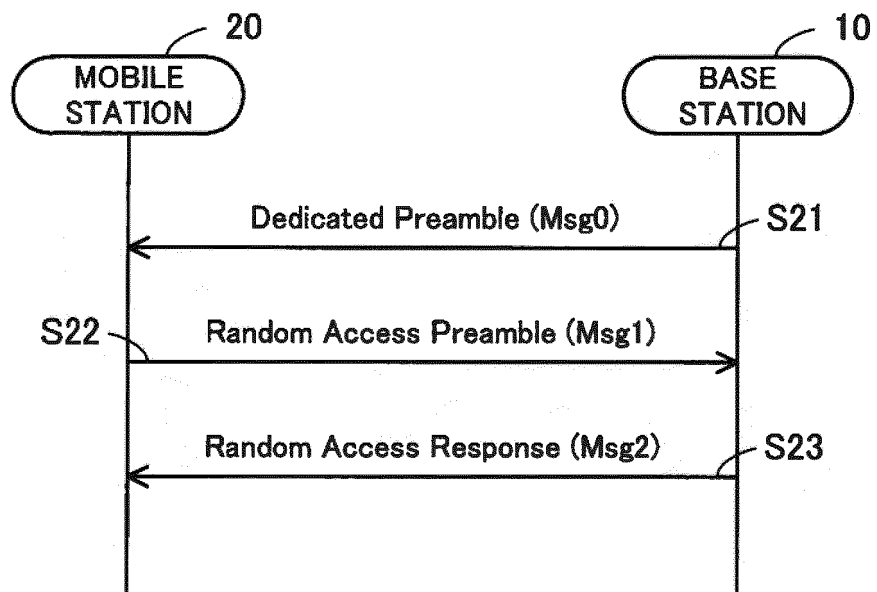 20
10
MOBILE
STATION
BASE
STATION
Dedicated Preamble (Msg0)
S21
S22
Random Access Preamble (Msg1)
Random Access Response (Msg2)
S23